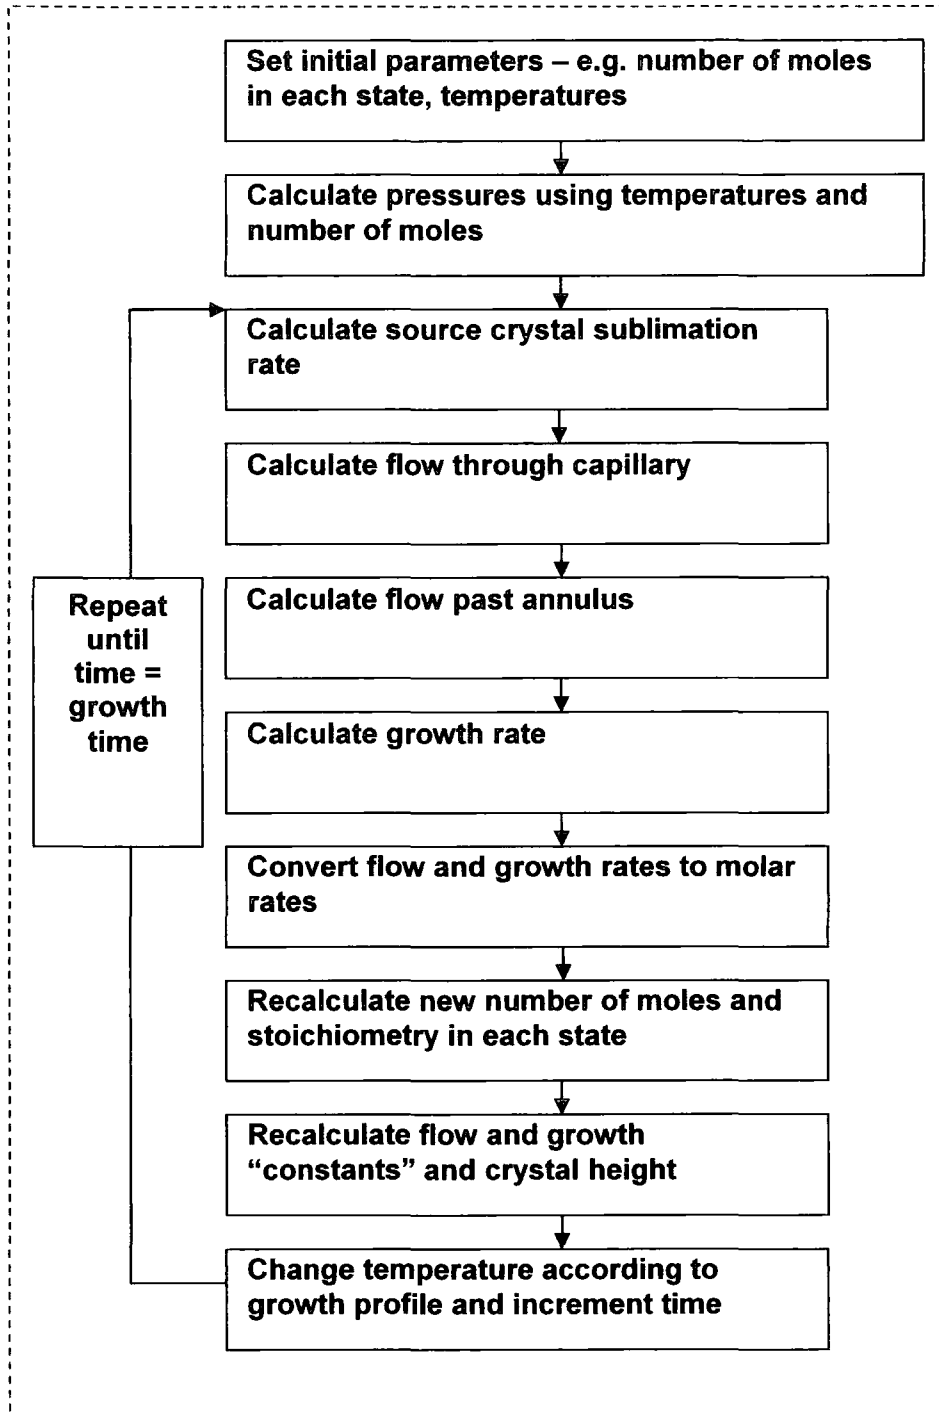 Set initial parameters – e.g. number of moles
in each state, temperatures
Calculate pressures using temperatures and
number of moles
Calculate source crystal sublimation
rate
Calculate flow through capillary
Calculate flow past annulus
Repeat
until
time =
growth
time
Calculate growth rate
Convert flow and growth rates to molar
rates
Recalculate new number of moles and
stoichiometry in each state
Recalculate flow and growth
“constants” and crystal height
Change temperature according to
growth profile and increment time